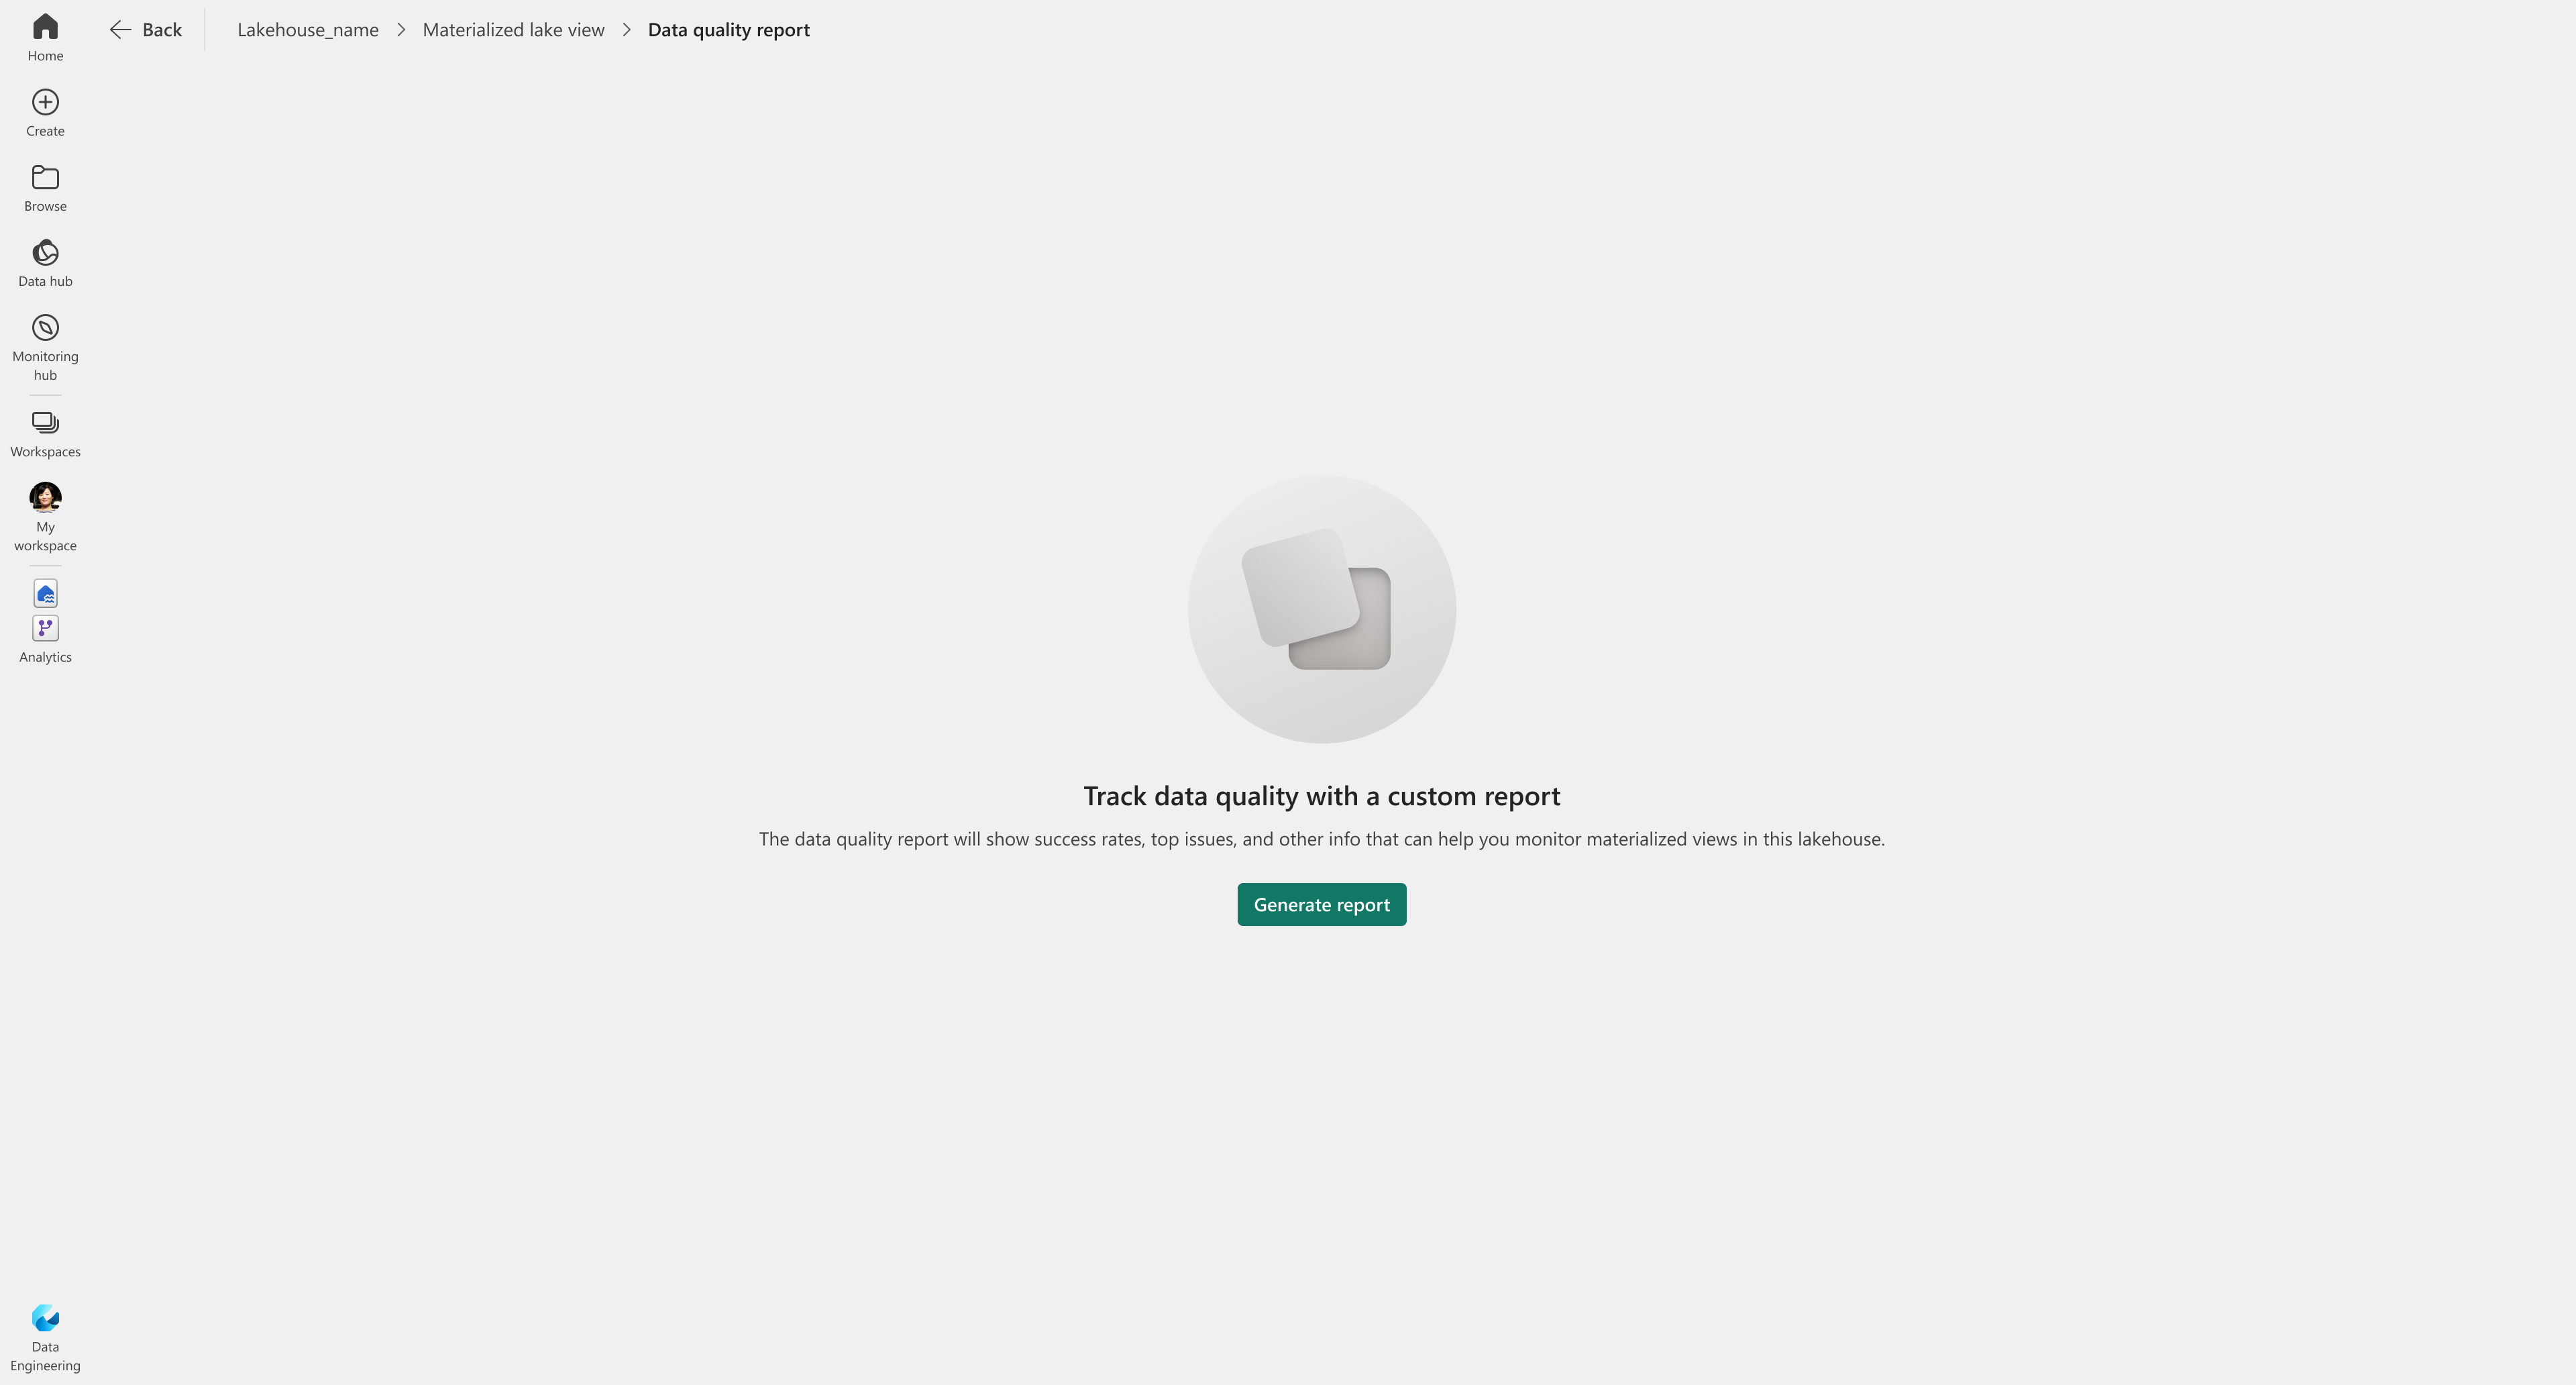 Home
Create
Browse
Data hub
Monitoring
hub
Workspaces
My
workspace
Analytics
Data
Engineering
Back
Lakehouse_name
Materialized lake view
Data quality report
Track data quality with a custom report
The data quality report will show success rates, top issues, and other info that can help you monitor materialized views in this lakehouse.
Generate report